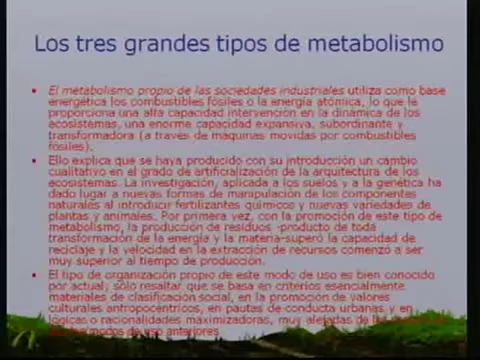 Los tres grandes tipos de metabolismo
El metabolismo propio de las sociedades industriales utiliza como base
energética los combustibles fósiles o la energía atómica, lo que le
proporciona una alta capacidad intervención en la dinámica de los
ecosistemas, una enorme capacidad expansiva, subordinante y
transformadora (a través de maquinas movidas por combustibles
fósiles).
Ello explica que se haya producido con su introducción un cambio
cualitativo en el grado de artificialización de la arquitectura de los
ecosistemas. La investigación, aplicada a los suelos y a la genética ha
dado lugar a nuevas formas de manipulación de los componentes
naturales al introducir fertilizantes químicos y nuevas variedades de
plantas y animales. Por primera vez, con la promoción de este tipo de
metabolismo, la producción de residuos -producto de toda
transformación de la energía y la materia-superó la capacidad de
reciclaje y la velocidad en la extracción de recursos comenzó a ser
muy superior al tiempo de producción.
El tipo de organización propio de este modo de uso es bien conocido
por actual; sólo resaltar que se basa en criterios esencialmente
materiales de clasificación social, en la promoción de valores
culturales antropocéntricos, en pautas de conducta urbanas y en
lógicas o racionalidades maximizadoras, muy alejadas de las
modos de uso anteriores